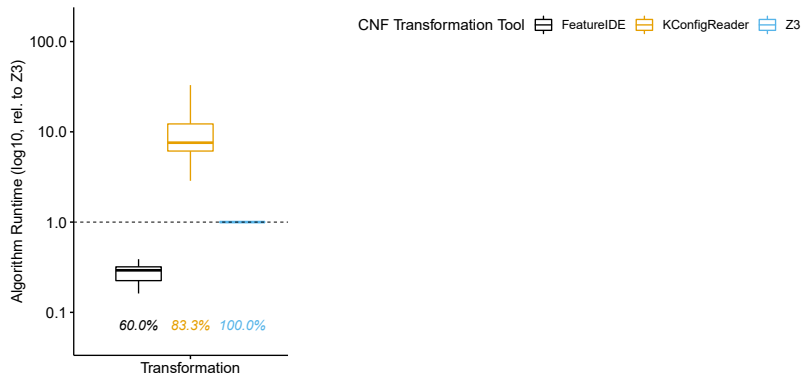 CNF Transformation Tool FeatureIDE KConfigReader Z3
Algorithm Runtime (log10, rel. to Z3)
100.0
10.0
1.0
0.1
60.0% 83.3% 100.0%
Transformation